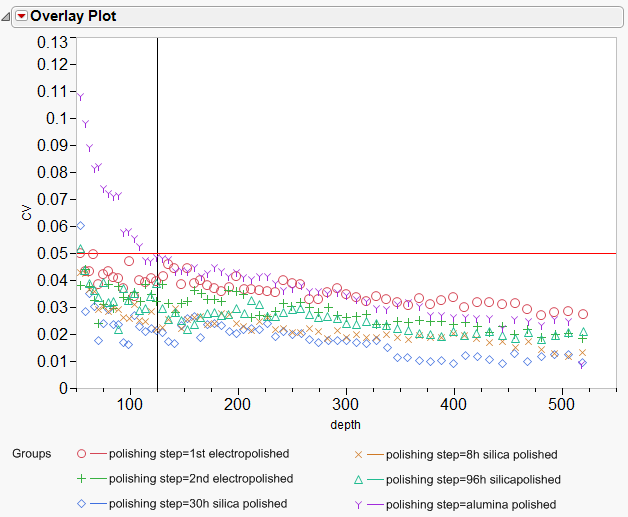 Overlay Plot
0.13
0.12
0.11
0.1
0.09
0.08
0.07
0.06
0.05
0.04
0.03
0.02
0.01
0
CV
100 200 300 400 500
depth
Groups
polishing step=1st electropolished
polishing step=8h silica polished
polishing step=2nd electropolished
polishing step=96h silicapolished
polishing step=30h silica polished
polishing step=alumina polished